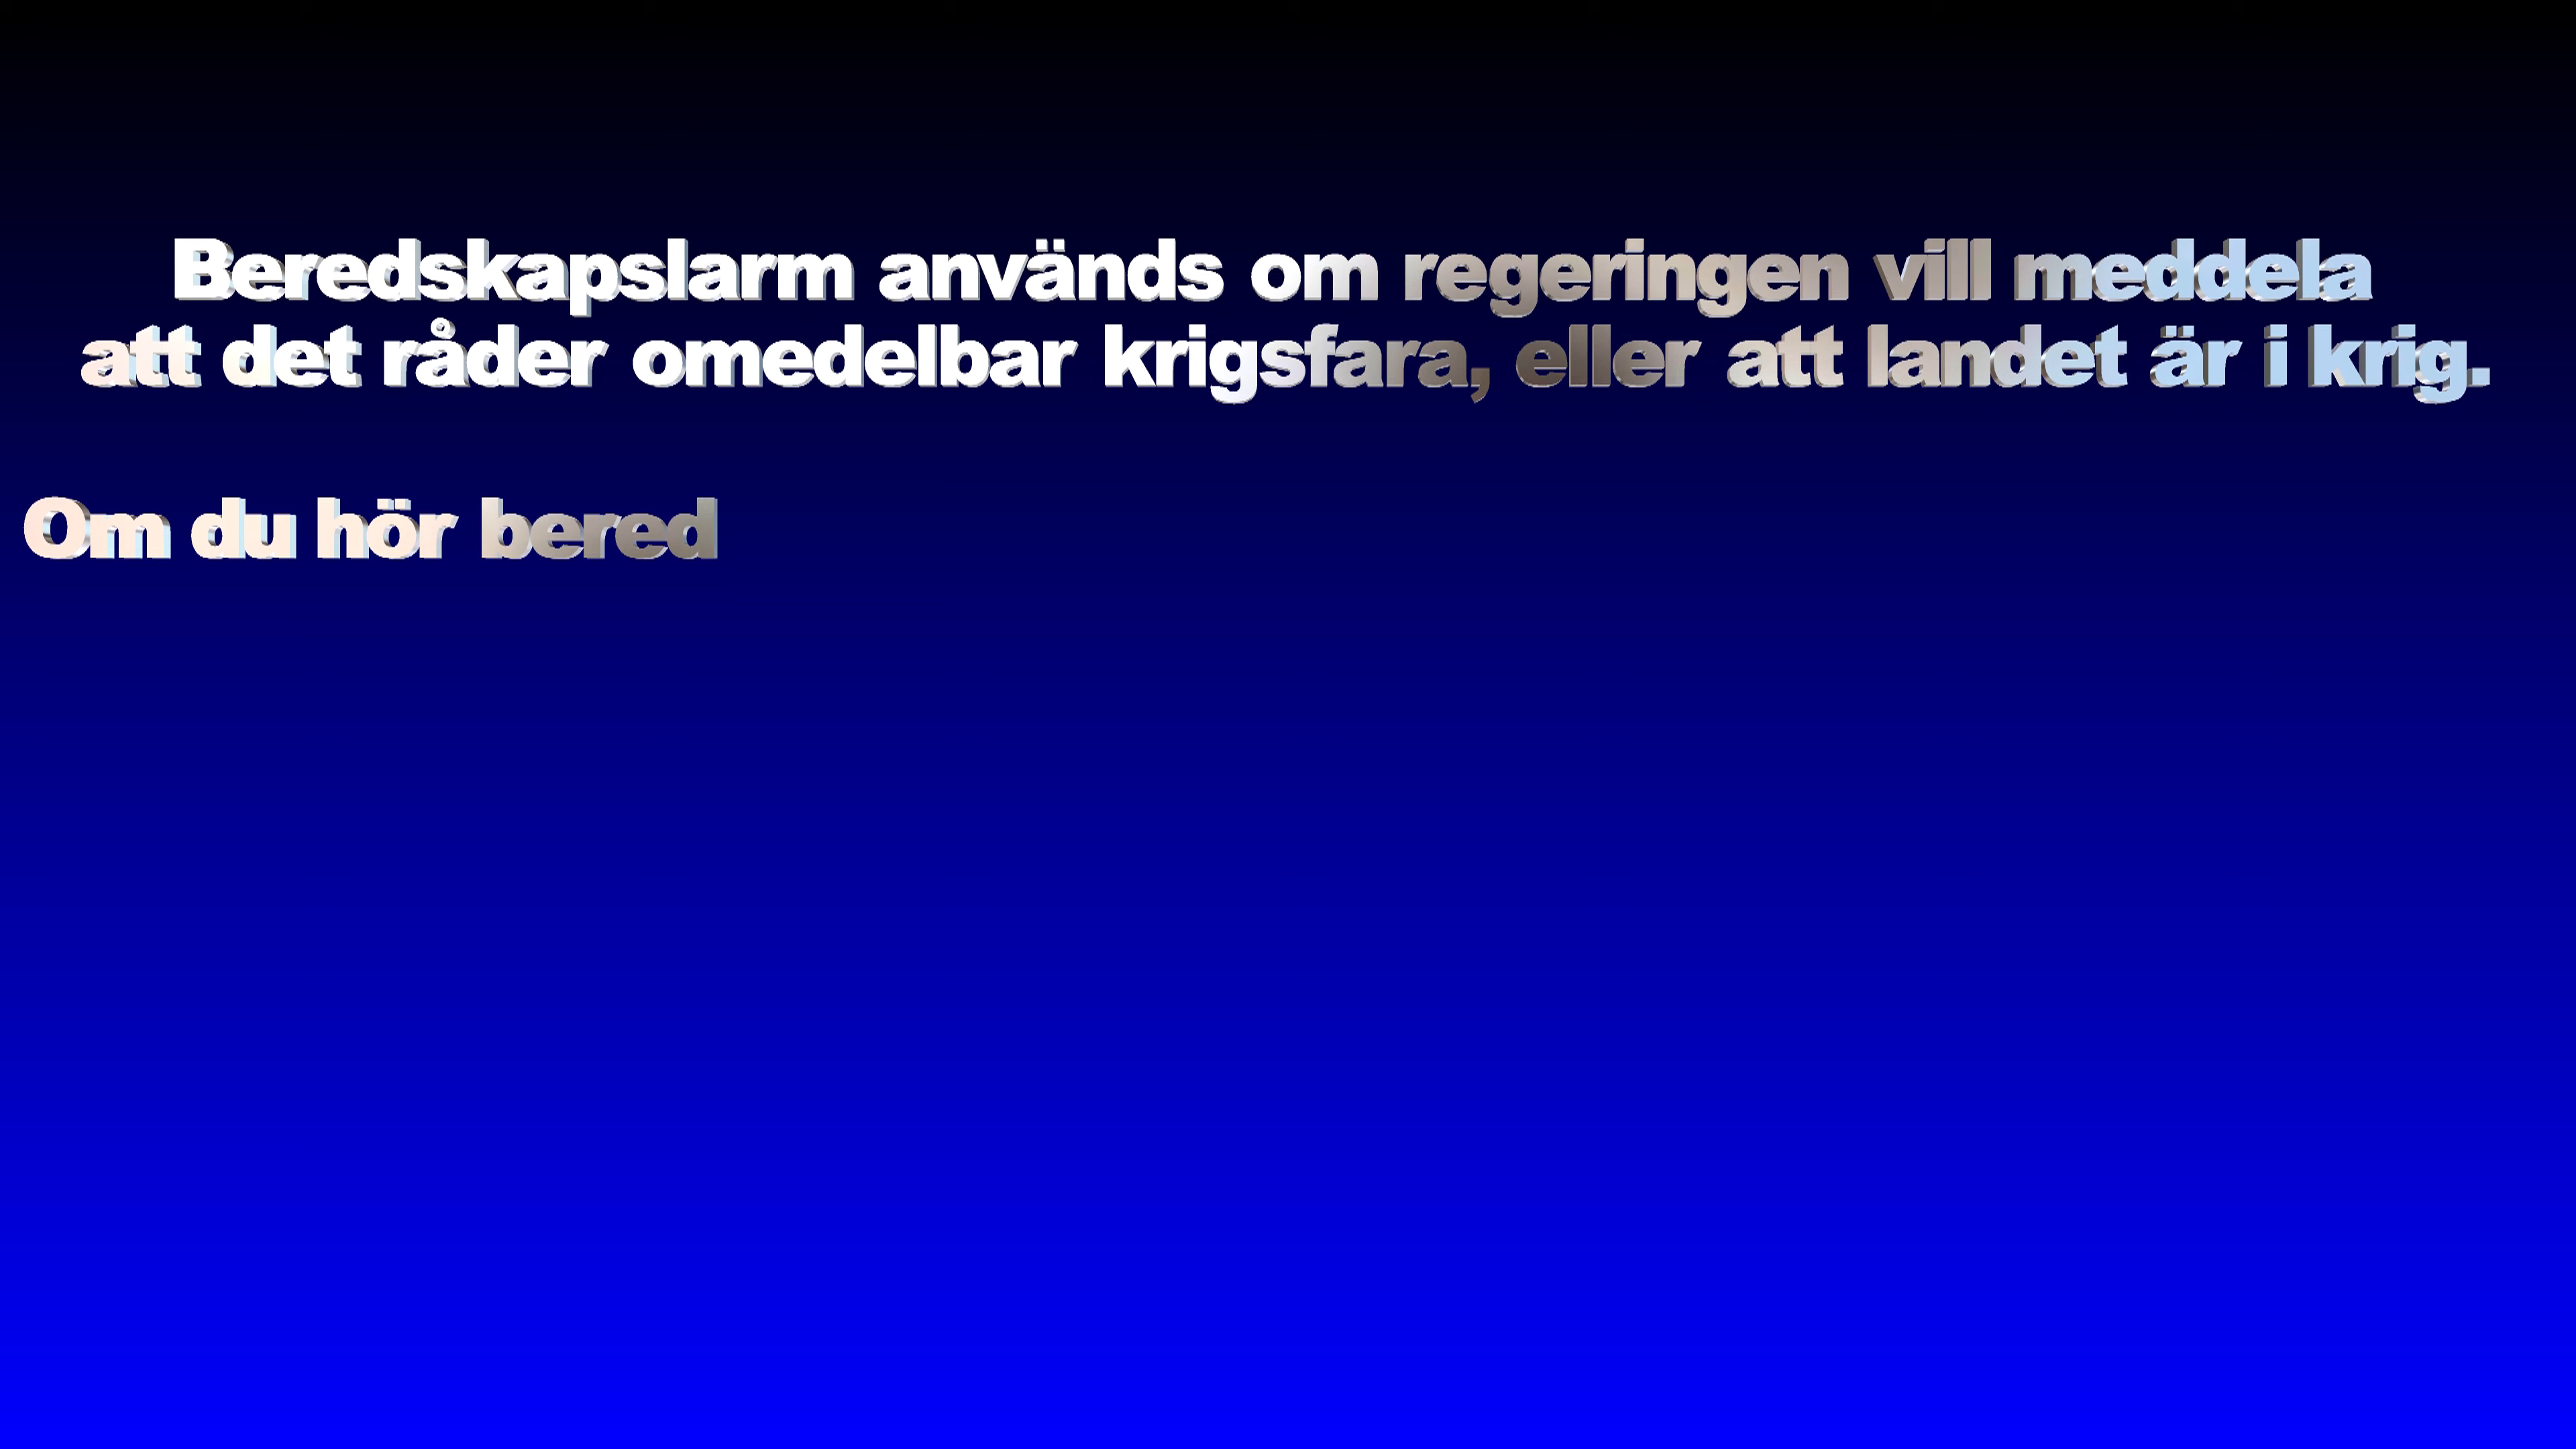 Beredskapslarm används om regeringen vill meddela
att det råder omedelbar krigsfara, eller att landet är i krig.
Om du hör bered